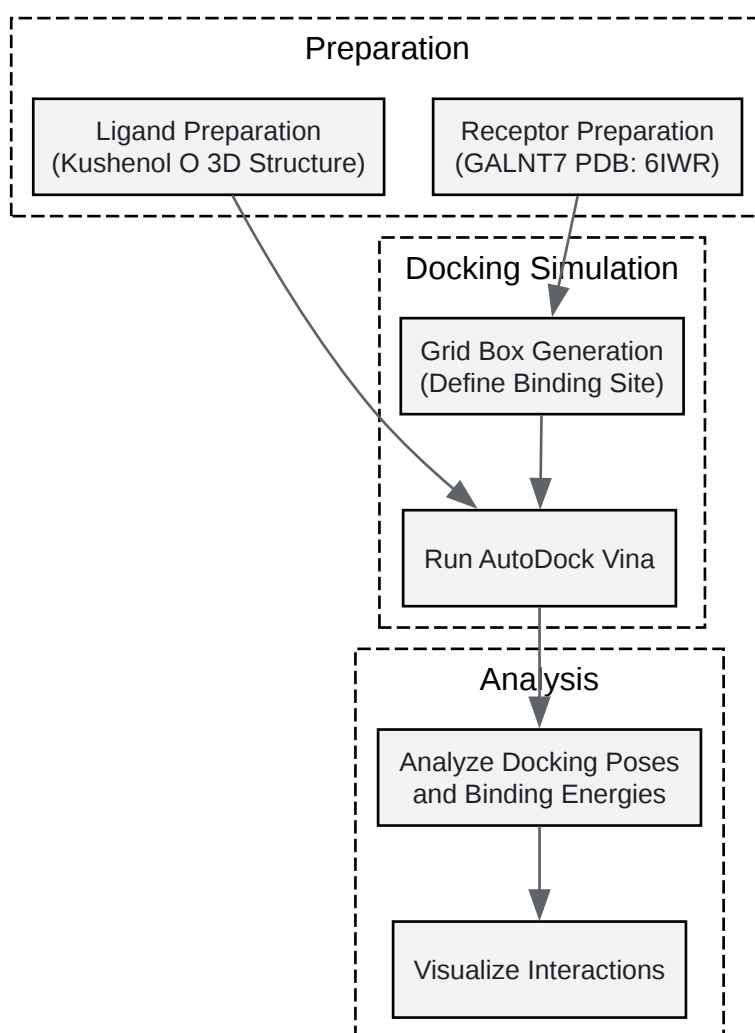 Preparation
Ligand Preparation
(Kushenol O 3D Structure)
Receptor Preparation
(GALNT7 PDB: 6IWR)
Docking Simulation
Grid Box Generation
(Define Binding Site)
Run AutoDock Vina
Analysis
Analyze Docking Poses
and Binding Energies
Visualize Interactions